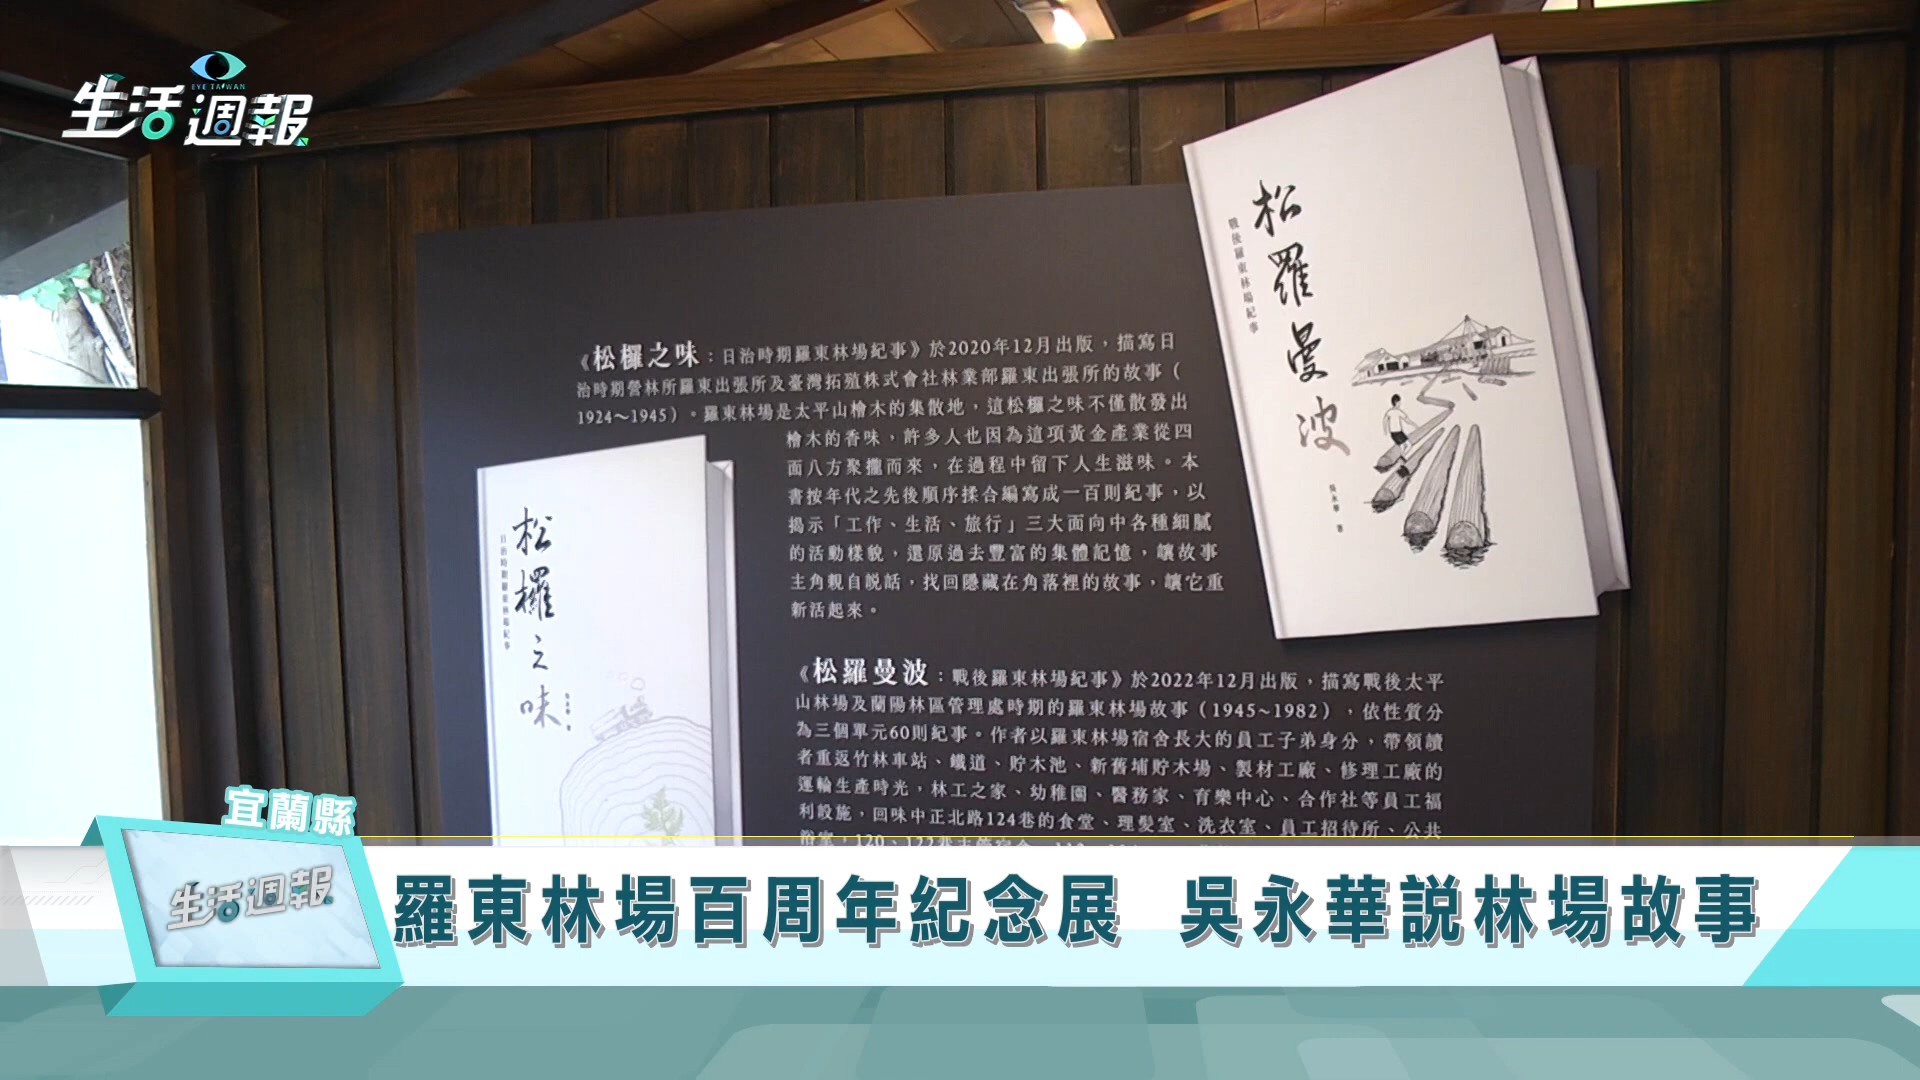 EYE TAIWAN
生活週報
松羅曼波
戰後羅東林場紀事
吳永華 著
《松欏之味：日治時期羅東林場紀事》於2020年12月出版，描寫日
治時期營林所羅東出張所及臺灣拓殖株式會社林業部羅東出張所的故事（
1924～1945）。羅東林場是太平山檜木的集散地，這松欏之味不僅散發出
檜木的香味，許多人也因為這項黃金產業從四
面八方聚攏而來，在過程中留下人生滋味。本
書按年代之先後順序揉合編寫成一百則紀事，以
揭示「工作、生活、旅行」三大面向中各種細膩
的活動樣貌，還原過去豐富的集體記憶，讓故事
主角親自說話，找回隱藏在角落裡的故事，讓它重
新活起來。
松欏之味
日治時期羅東林場紀事
吳永華 著
《松羅曼波：戰後羅東林場紀事》於2022年12月出版，描寫戰後太平
山林場及蘭陽林區管理處時期的羅東林場故事（1945~1982），依性質分
為三個單元60則紀事。作者以羅東林場宿舍長大的員工子弟身分，帶領讀
者重返竹林車站、鐵道、貯木池、新舊埔貯木場、製材工廠、修理工廠的
運輸生產時光，林工之家、幼稚園、醫務家、育樂中心、合作社等員工福
利設施，回味中正北路124巷的食堂、理髮室、洗衣室、員工招待所、公共
宜蘭縣
生活週報
羅東林場百周年紀念展 吳永華說林場故事